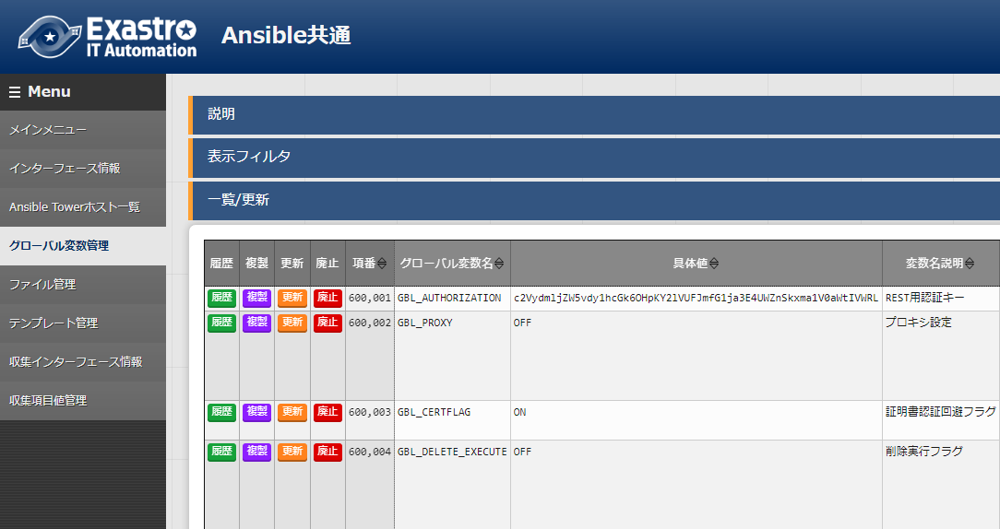 Exastro
IT Automation
Ansible共通
Menu
メインメニュー
インターフェース情報
Ansible Towerホスト一覧
グローバル変数管理
ファイル管理
テンプレート管理
収集インターフェース情報
収集項目値管理
説明
表示フィルタ
一覧/更新
履歴 複製 更新 廃止 項番 グローバル変数名 具体値 変数名説明
履歴 複製 更新 廃止 600,001 GBL_AUTHORIZATION c2VydmljZW5vdy1hcGk6OHpKY2lVUFJmfG1ja3E4UWZnSkxma1V0aWtIVWRL REST用認証キー
履歴 複製 更新 廃止 600,002 GBL_PROXY OFF プロキシ設定
履歴 複製 更新 廃止 600,003 GBL_CERTFLAG ON 証明書認証回避フラグ
履歴 複製 更新 廃止 600,004 GBL_DELETE_EXECUTE OFF 削除実行フラグ